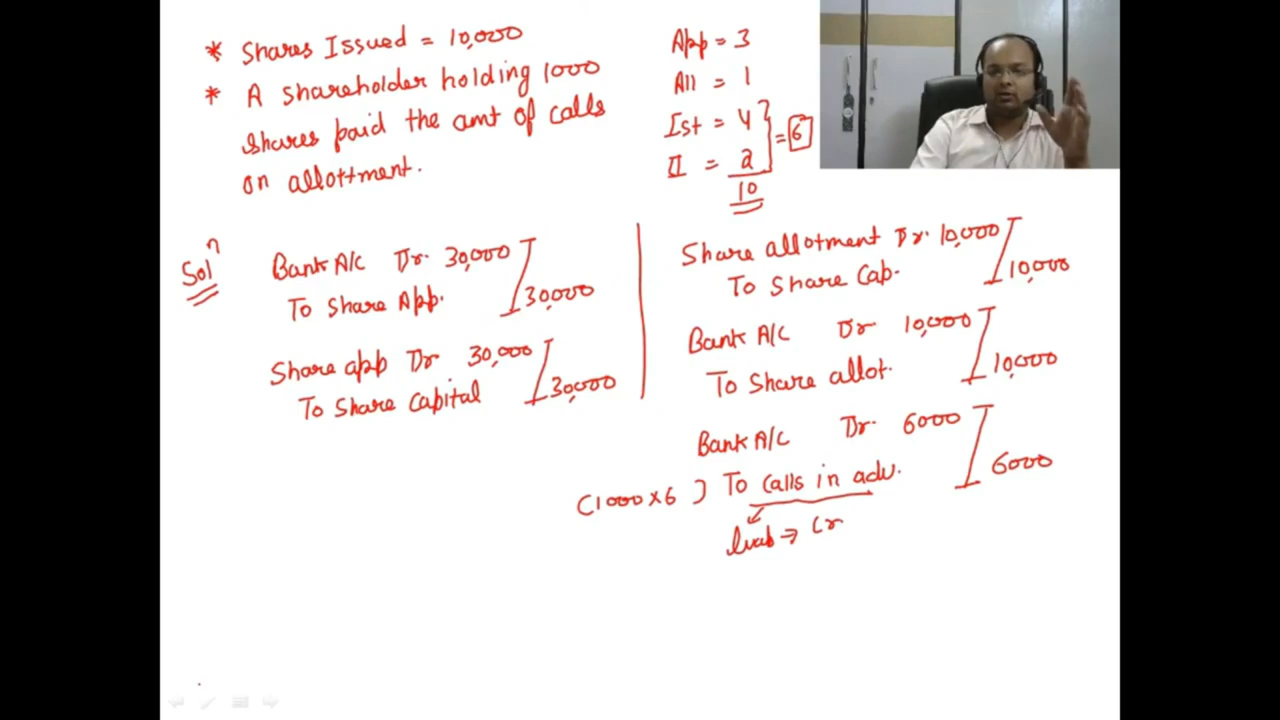 * Shares Issued = 10,000
* A shareholder holding 1000
shares paid the amt of calls
on allottment.
App = 3
All = 1
Ist = 4
II = 2
= 6
10
Solⁿ
Bank A/C Dr. 30,000
To Share App. 30,000
Share app Dr 30,000
To Share Capital 30,000
Share allotment Dr. 10,000
To Share Cap. 10,000
Bank A/C Dr 10,000
To Share allot. 10,000
Bank A/C Dr. 6000
(1000 x 6) To Calls in adv. 6000
⇒ Cr